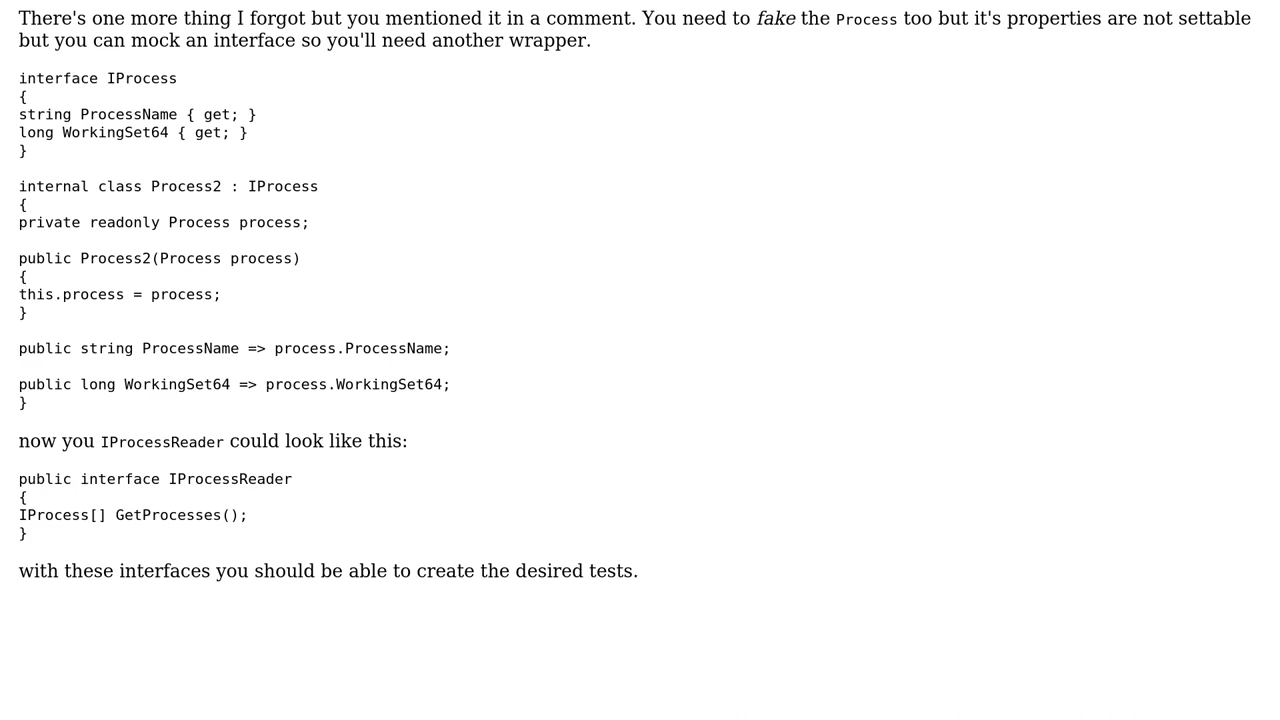 There's one more thing I forgot but you mentioned it in a comment. You need to fake the Process too but it's properties are not settable
but you can mock an interface so you'll need another wrapper.
interface IProcess
{
string ProcessName { get; }
long WorkingSet64 { get; }
}
internal class Process2 : IProcess
{
private readonly Process process;
public Process2(Process process)
{
this.process = process;
}
public string ProcessName => process.ProcessName;
public long WorkingSet64 => process.WorkingSet64;
}
now you IProcessReader could look like this:
public interface IProcessReader
{
IProcess[] GetProcesses();
}
with these interfaces you should be able to create the desired tests.